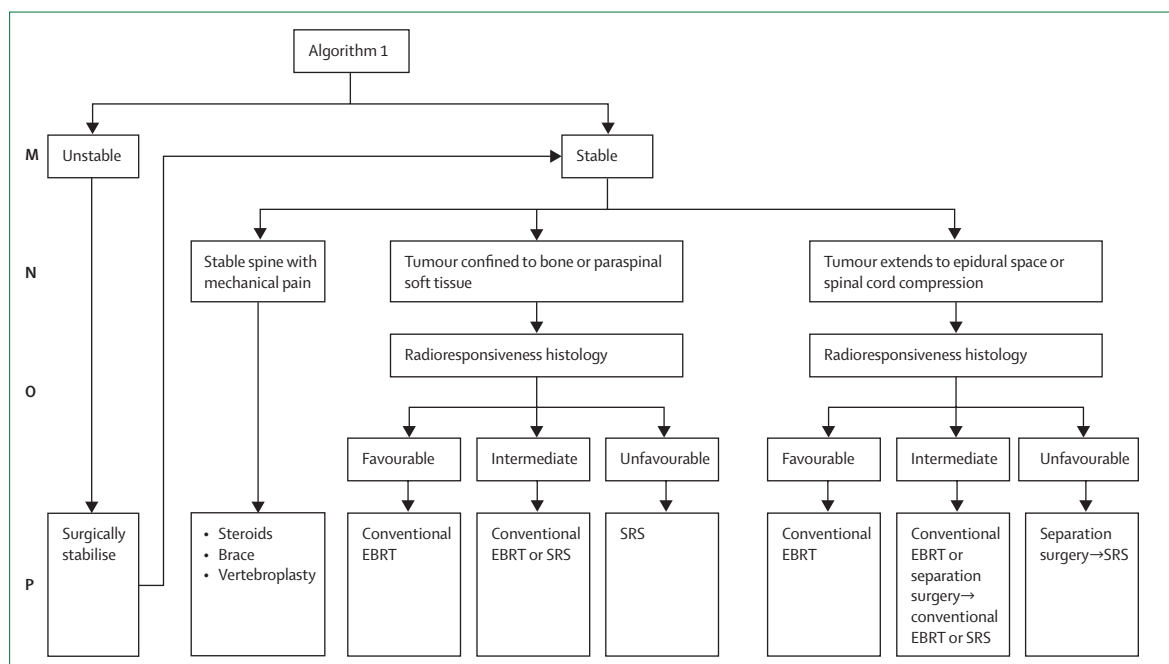 Algorithm 1
M
Unstable
Stable
N
Stable spine with
mechanical pain
Tumour confined to bone or paraspinal
soft tissue
Tumour extends to epidural space or
spinal cord compression
Radioresponsiveness histology
Radioresponsiveness histology
O
Favourable
Intermediate
Unfavourable
Favourable
Intermediate
Unfavourable
P
Surgically
stabilise
• Steroids
• Brace
• Vertebroplasty
Conventional
EBRT
Conventional
EBRT or SRS
SRS
Conventional
EBRT
Conventional
EBRT or
separation
surgery→
conventional
EBRT or SRS
Separation
surgery→SRS